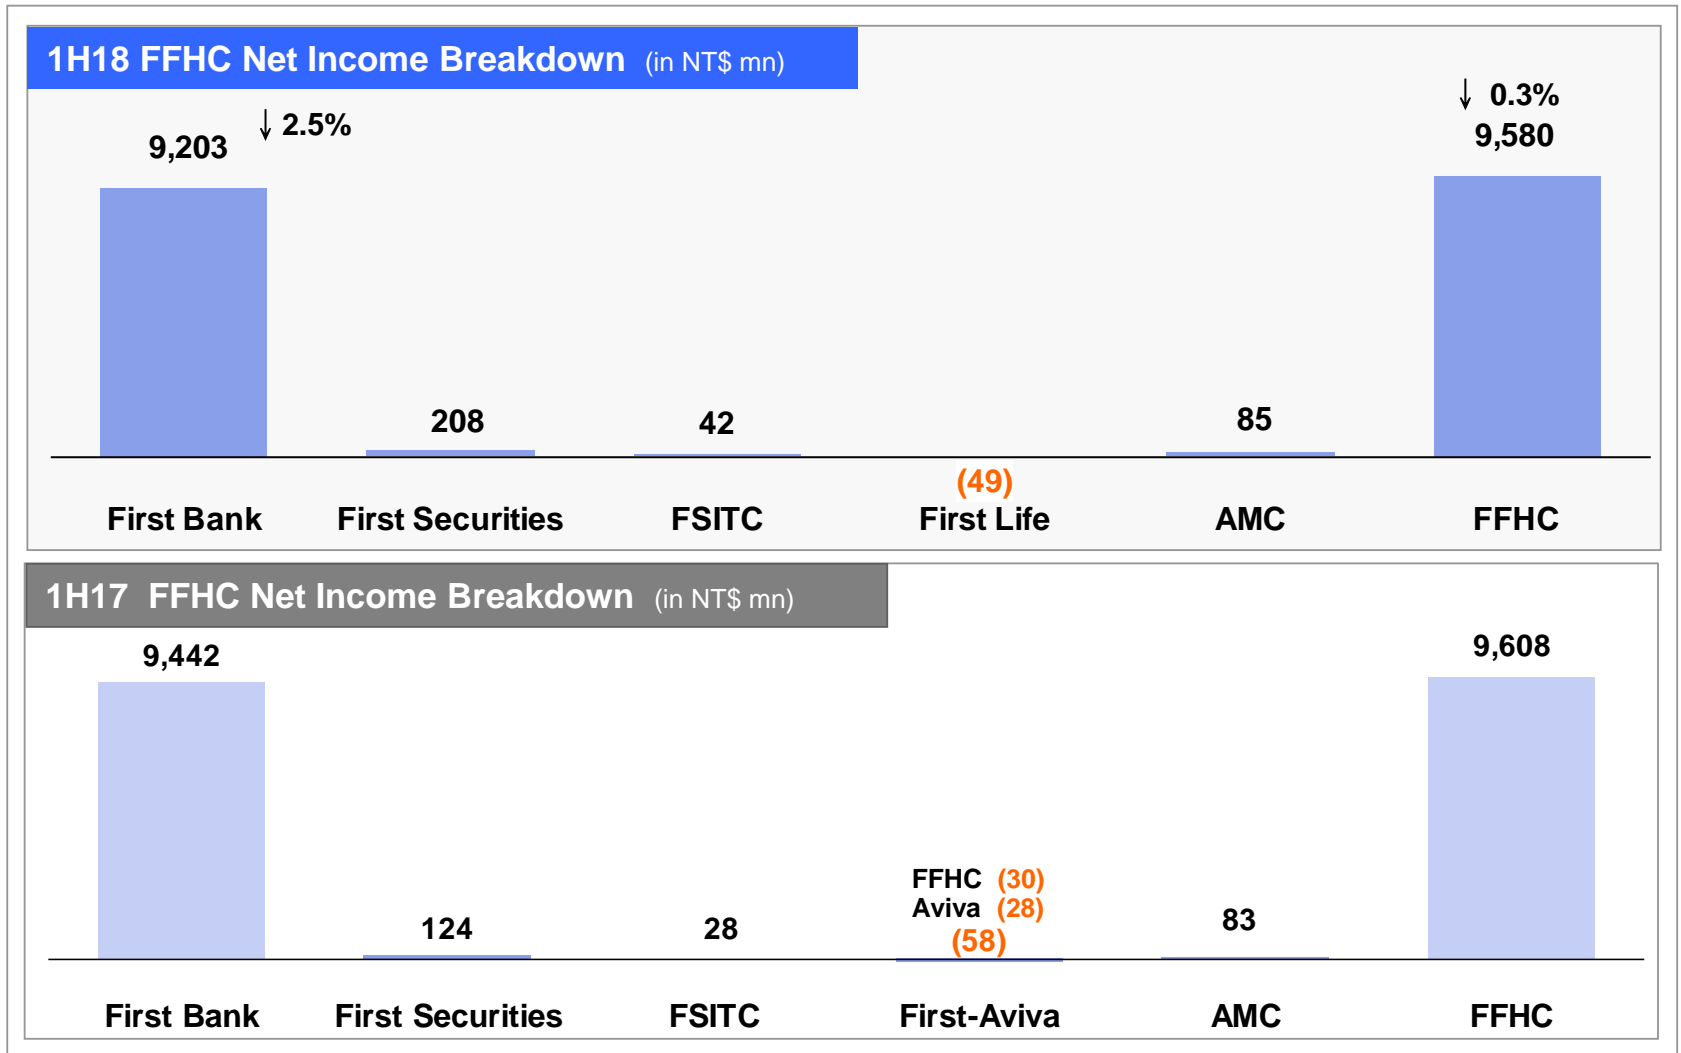 1H18 FFHC Net Income Breakdown (in NT$ mn)
↓ 0.3%
↓ 2.5%
9,203
9,580
208
42
85
(49)
First Bank First Securities FSITC First Life AMC FFHC
1H17 FFHC Net Income Breakdown (in NT$ mn)
9,442
9,608
FFHC (30)
Aviva (28)
124
28
(58)
83
First Bank First Securities FSITC First-Aviva AMC FFHC